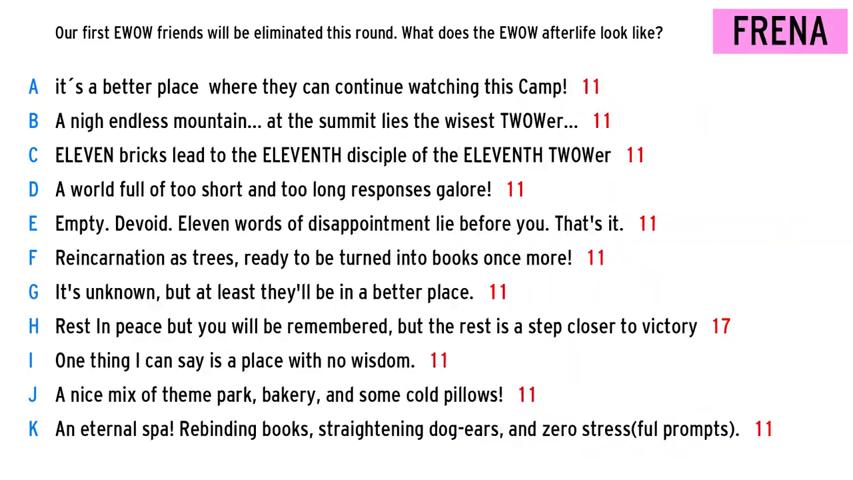 Our first EWOW friends will be eliminated this round. What does the EWOW afterlife look like?
FRENA
A it´s a better place  where they can continue watching this Camp! 11
B A nigh endless mountain... at the summit lies the wisest TWOWer... 11
C ELEVEN bricks lead to the ELEVENTH disciple of the ELEVENTH TWOWer 11
D A world full of too short and too long responses galore! 11
E Empty. Devoid. Eleven words of disappointment lie before you. That's it. 11
F Reincarnation as trees, ready to be turned into books once more! 11
G It's unknown, but at least they'll be in a better place. 11
H Rest In peace but you will be remembered, but the rest is a step closer to victory 17
I One thing I can say is a place with no wisdom. 11
J A nice mix of theme park, bakery, and some cold pillows! 11
K An eternal spa! Rebinding books, straightening dog-ears, and zero stress(ful prompts). 11